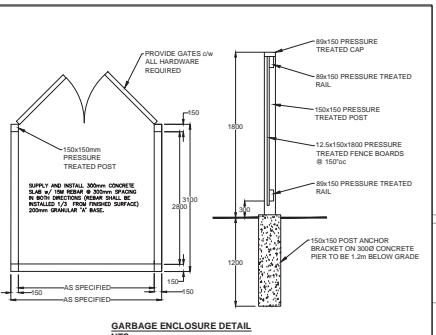 PROVIDE GATES c/w
ALL HARDWARE
REQUIRED
150
150x150mm
PRESSURE
TREATED POST
SUPPLY AND INSTALL 300mm CONCRETE
SLAB w/ 15M REBAR @ 300mm SPACING
IN BOTH DIRECTIONS (REBAR SHALL BE
INSTALLED 1/3 FROM FINISHED SURFACE)
200mm GRANULAR 'A' BASE.
2800
3100
150
AS SPECIFIED
150
150
AS SPECIFIED
89x150 PRESSURE
TREATED CAP
89x150 PRESSURE TREATED
RAIL
150x150 PRESSURE
TREATED POST
1800
12.5x150x1800 PRESSURE
TREATED FENCE BOARDS
@ 150"oc
89x150 PRESSURE TREATED
RAIL
300
150x150 POST ANCHOR
BRACKET ON 300Ø CONCRETE
PIER TO BE 1.2m BELOW GRADE
1200
GARBAGE ENCLOSURE DETAIL
NTS